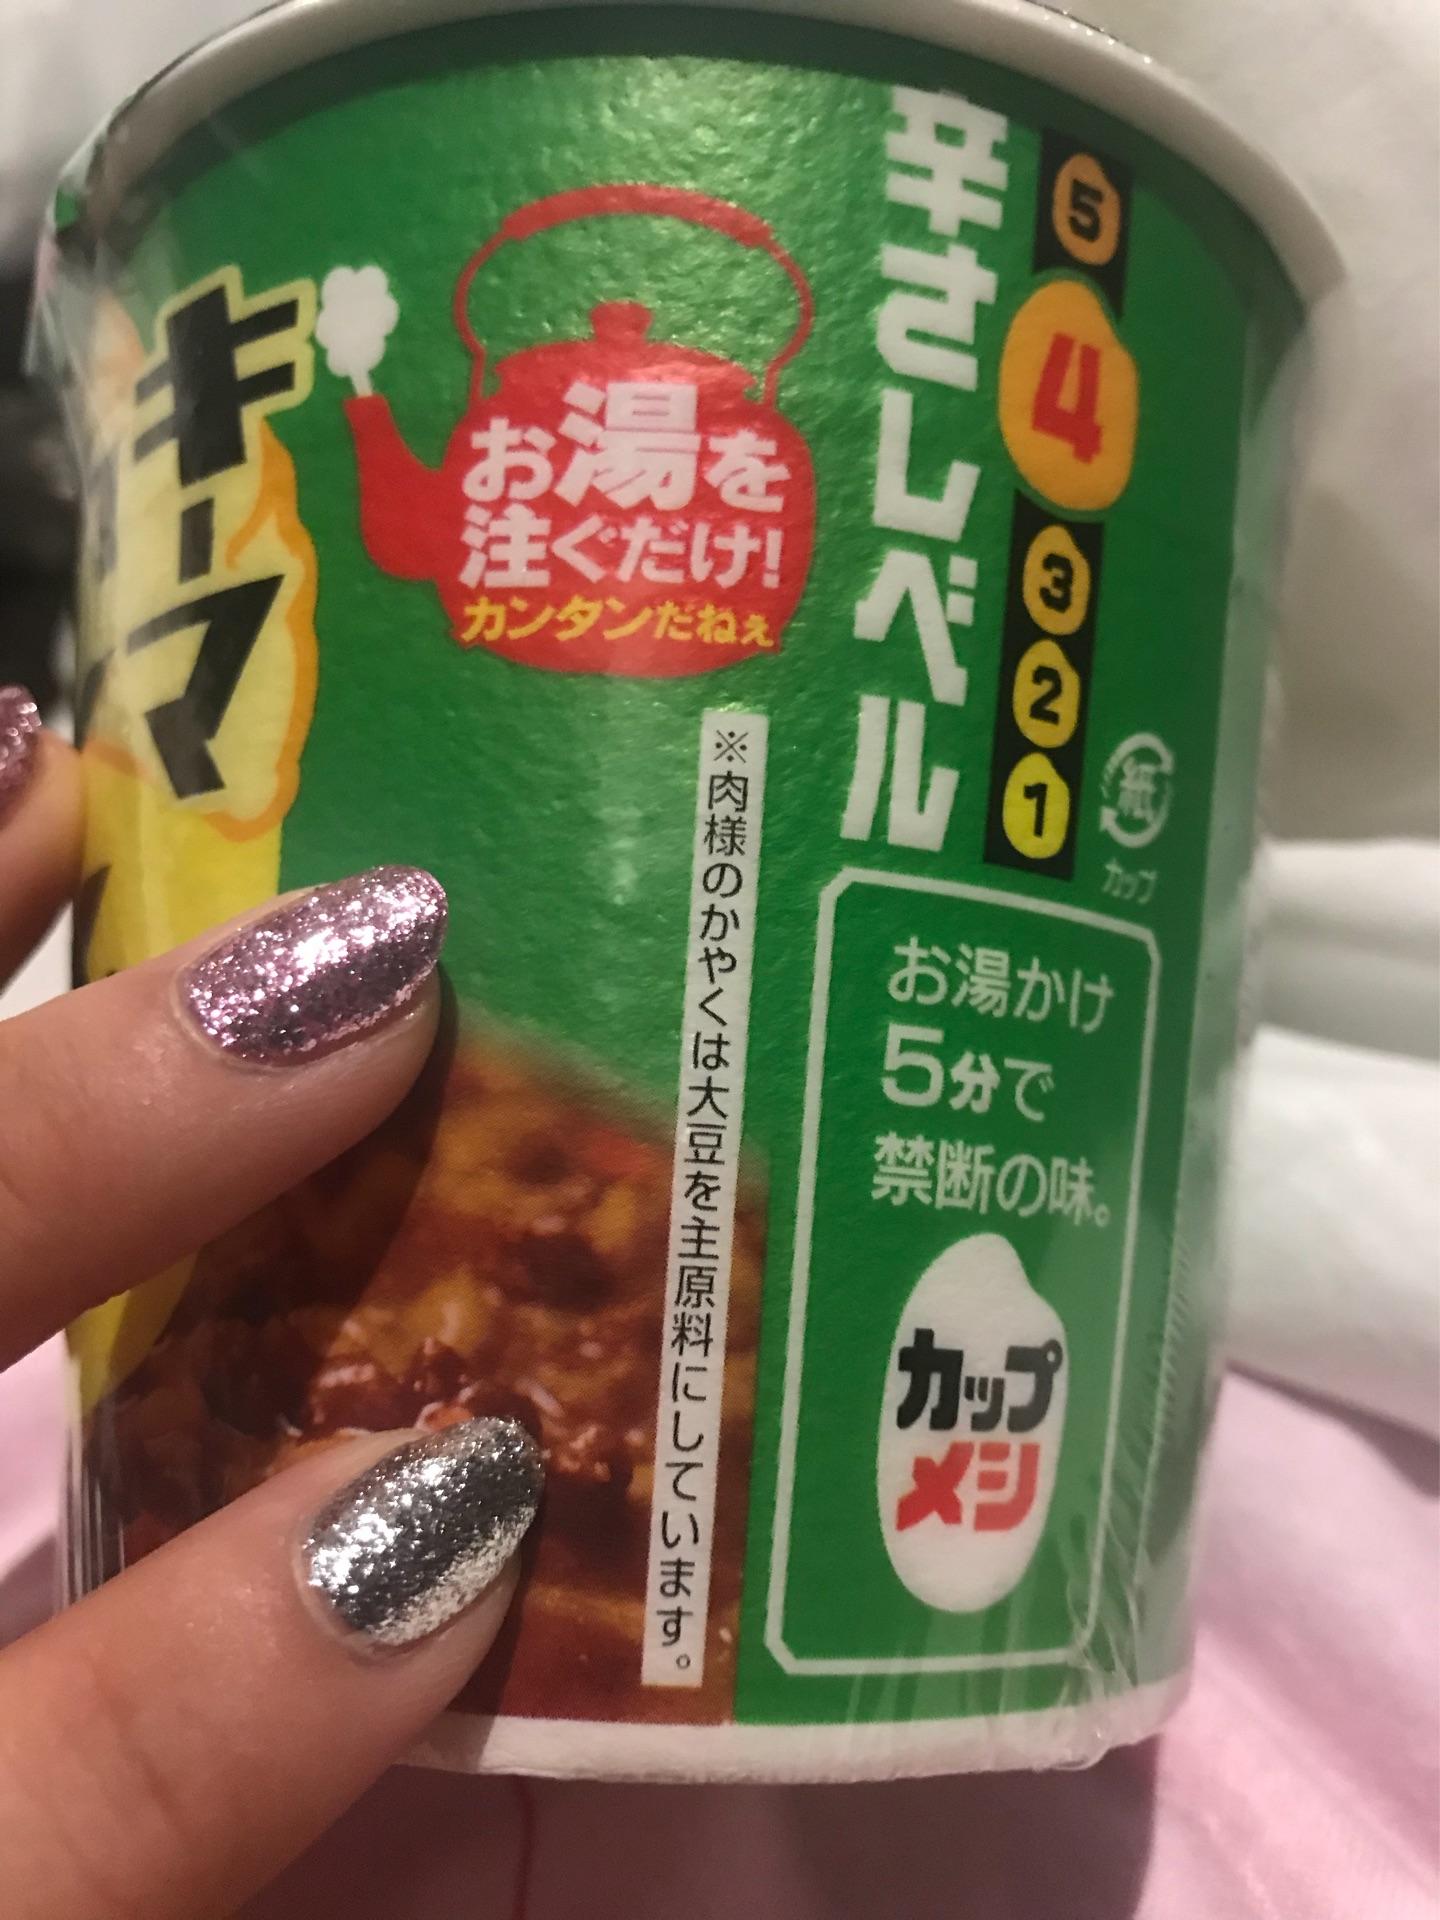 キーマ
お湯を
注ぐだけ!
カンタンだねぇ
※肉様のかやくは大豆を主原料にしています。
辛さレベル
5
4
3
2
1
紙
カップ
お湯かけ
5分で
禁断の味。
カップ
メシ